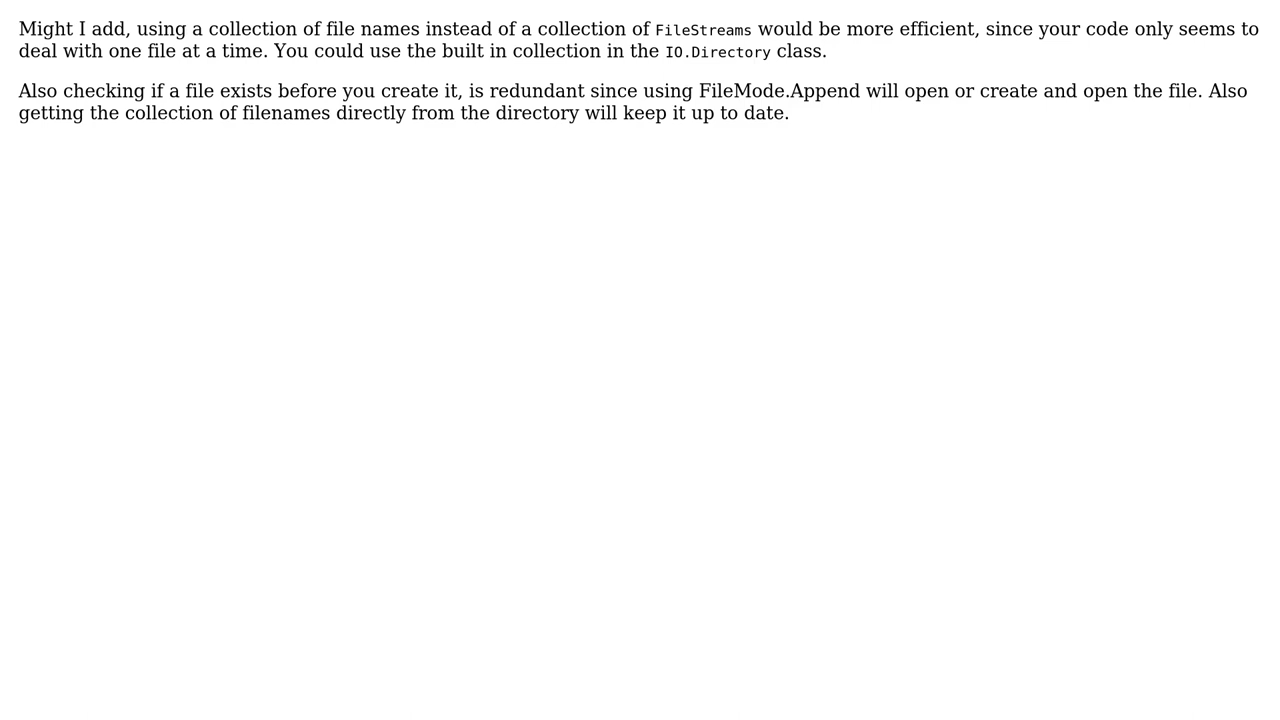 Might I add, using a collection of file names instead of a collection of FileStreams would be more efficient, since your code only seems to
deal with one file at a time. You could use the built in collection in the IO.Directory class.
Also checking if a file exists before you create it, is redundant since using FileMode.Append will open or create and open the file. Also
getting the collection of filenames directly from the directory will keep it up to date.